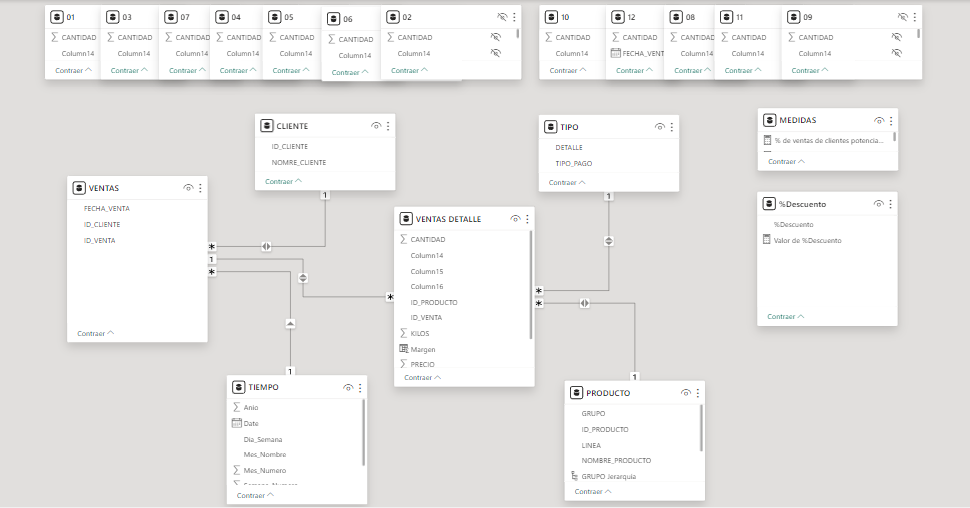 01
03
07
04
05
06
02
10
12
08
11
09
CANTIDAD
CANTIDAD
CANTIDAD
CANTIDAD
CANTIDAD
CANTIDAD
CANTIDAD
CANTIDAD
CANTIDAD
CANTIDAD
CANTIDAD
Column14
Column14
Column14
Column14
Column14
Column14
Column14
Column14
FECHA_VENT
Column14
Column14
Column14
Contraer
Contraer
Contraer
Contraer
Contraer
Contraer
Contraer
Contraer
Contraer
Contraer
Contraer
Contraer
CLIENTE
ID_CLIENTE
NOMRE_CLIENTE
Contraer
TIPO
DETALLE
TIPO_PAGO
Contraer
MEDIDAS
% de ventas de clientes potencia...
Contraer
VENTAS
FECHA_VENTA
ID_CLIENTE
ID_VENTA
Contraer
VENTAS DETALLE
CANTIDAD
Column14
Column15
Column16
ID_PRODUCTO
ID_VENTA
KILOS
Margen
PRECIO
Contraer
%Descuento
%Descuento
Valor de %Descuento
Contraer
1
*
1
*
*
1
1
*
*
1
TIEMPO
Anio
Date
Dia_Semana
Mes_Nombre
Mes_Numero
Contraer
PRODUCTO
GRUPO
ID_PRODUCTO
LINEA
NOMBRE_PRODUCTO
GRUPO Jerarquia
Contraer